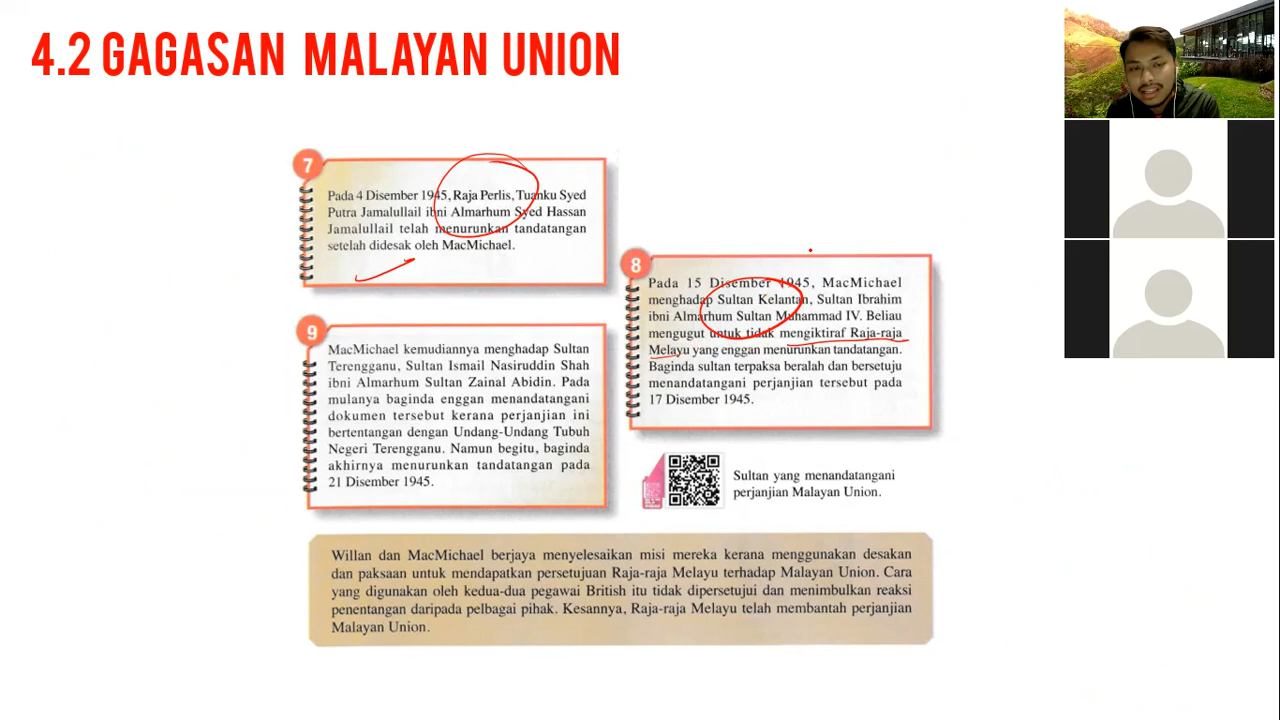 4.2 GAGASAN MALAYAN UNION
7
Pada 4 Disember 1945, Raja Perlis, Tuanku Syed
Putra Jamalullail ibni Almarhum Syed Hassan
Jamalullail telah menurunkan tandatangan
setelah didesak oleh MacMichael.
8
Pada 15 Disember 1945, MacMichael
menghadap Sultan Kelantan, Sultan Ibrahim
ibni Almarhum Sultan Muhammad IV. Beliau
mengugut untuk tidak mengiktiraf Raja-raja
Melayu yang enggan menurunkan tandatangan.
Baginda sultan terpaksa beralah dan bersetuju
menandatangani perjanjian tersebut pada
17 Disember 1945.
9
MacMichael kemudiannya menghadap Sultan
Terengganu, Sultan Ismail Nasiruddin Shah
ibni Almarhum Sultan Zainal Abidin. Pada
mulanya baginda enggan menandatangani
dokumen tersebut kerana perjanjian ini
bertentangan dengan Undang-Undang Tubuh
Negeri Terengganu. Namun begitu, baginda
akhirnya menurunkan tandatangan pada
21 Disember 1945.
Sultan yang menandatangani
perjanjian Malayan Union.
Willan dan MacMichael berjaya menyelesaikan misi mereka kerana menggunakan desakan
dan paksaan untuk mendapatkan persetujuan Raja-raja Melayu terhadap Malayan Union. Cara
yang digunakan oleh kedua-dua pegawai British itu tidak dipersetujui dan menimbulkan reaksi
penentangan daripada pelbagai pihak. Kesannya, Raja-raja Melayu telah membantah perjanjian
Malayan Union.